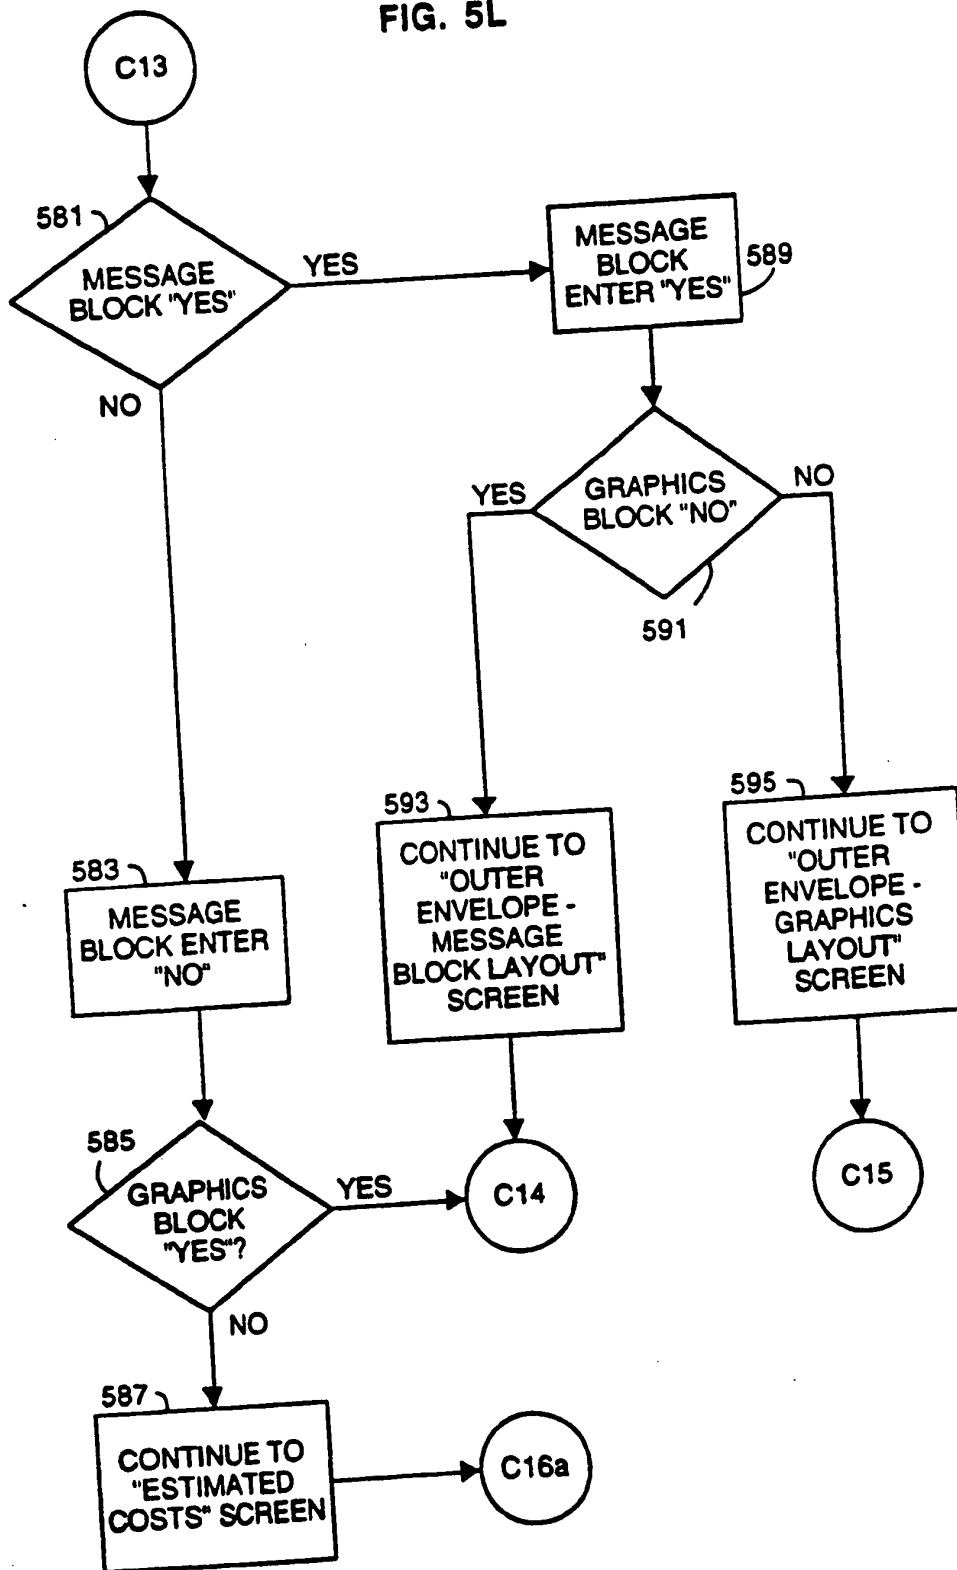 FIG. 5L
C13
581
MESSAGE
BLOCK "YES"
YES
NO
MESSAGE
BLOCK
ENTER "YES"
589
GRAPHICS
BLOCK "NO"
YES
NO
591
593
CONTINUE TO
"OUTER
ENVELOPE -
MESSAGE
BLOCK LAYOUT"
SCREEN
595
CONTINUE TO
"OUTER
ENVELOPE -
GRAPHICS
LAYOUT"
SCREEN
583
MESSAGE
BLOCK ENTER
"NO"
585
GRAPHICS
BLOCK
"YES"?
YES
NO
C14
C15
587
CONTINUE TO
"ESTIMATED
COSTS" SCREEN
C16a